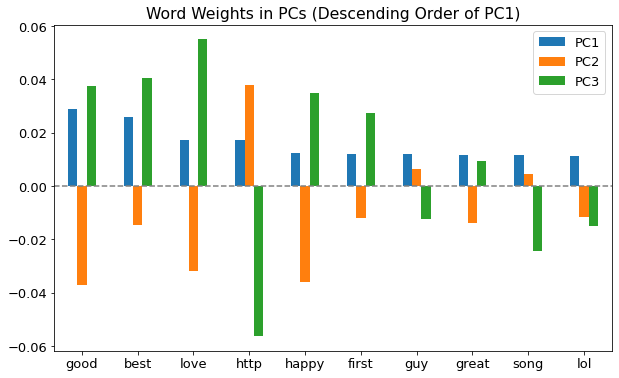 Word Weights in PCs (Descending Order of PC1)
PC1
PC2
PC3
0.06
0.04
0.02
0.00
−0.02
−0.04
−0.06
good best love http happy first guy great song lol